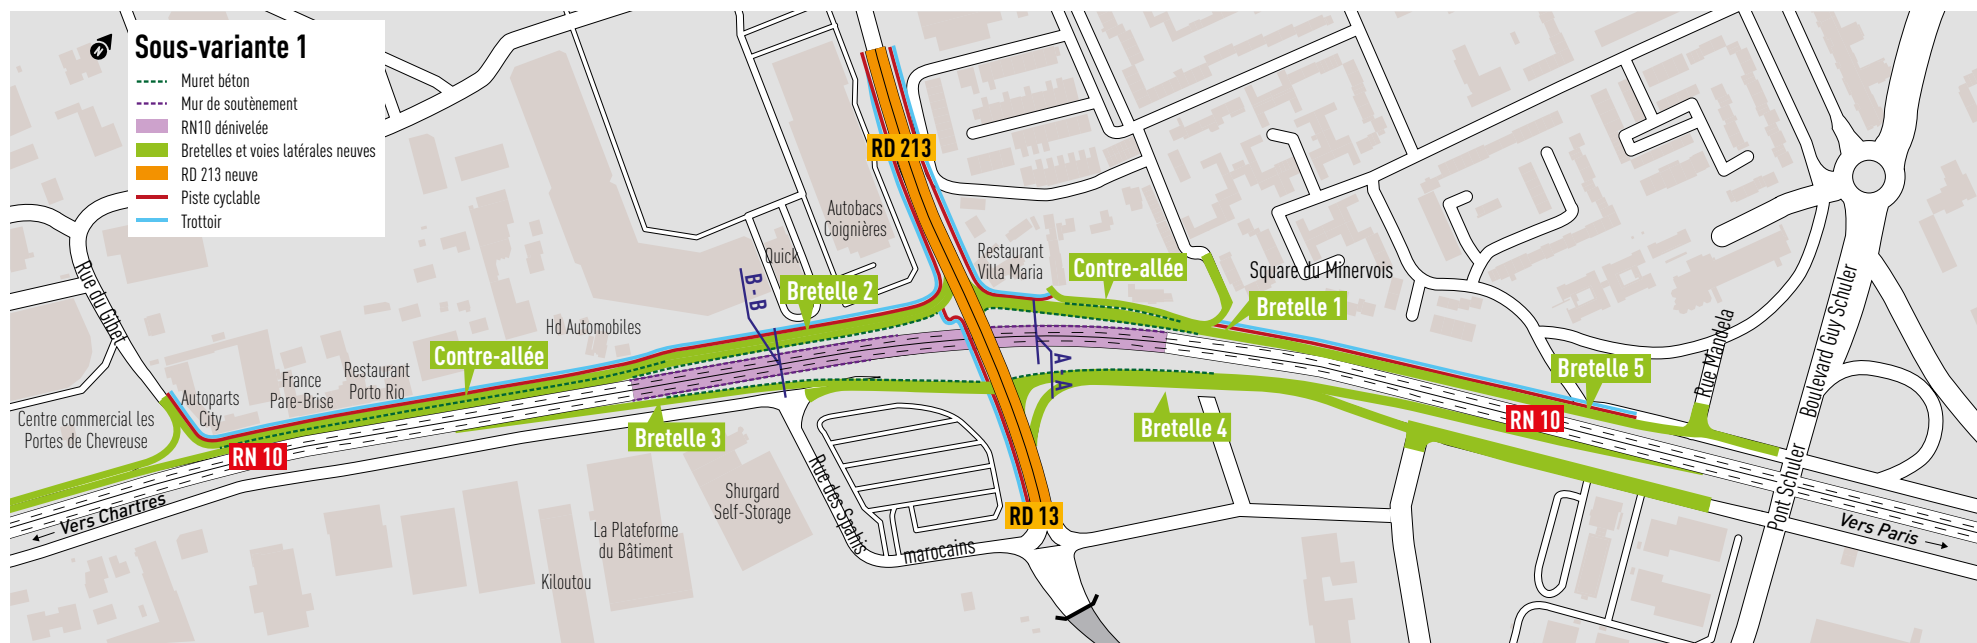 N
Sous-variante 1
Muret béton
Mur de soutènement
RN10 dénivelée
Bretelles et voies latérales neuves
RD 213 neuve
Piste cyclable
Trottoir
RD 213
Autobacs
Coignières
Quick
Restaurant
Villa Maria
Contre-allée
Square du Minervois
Bretelle 1
B - B
Bretelle 2
Hd Automobiles
Contre-allée
Restaurant
Porto Rio
France
Pare-Brise
Autoparts
City
Rue du Gibet
Centre commercial les
Portes de Chevreuse
RN 10
Vers Chartres
Bretelle 3
A - A
Bretelle 4
Bretelle 5
RN 10
Rue Mandela
Boulevard Guy Schuler
Pont Schuler
Vers Paris
Shurgard
Self-Storage
La Plateforme
du Bâtiment
Kiloutou
Rue des Spahis
marocains
RD 13